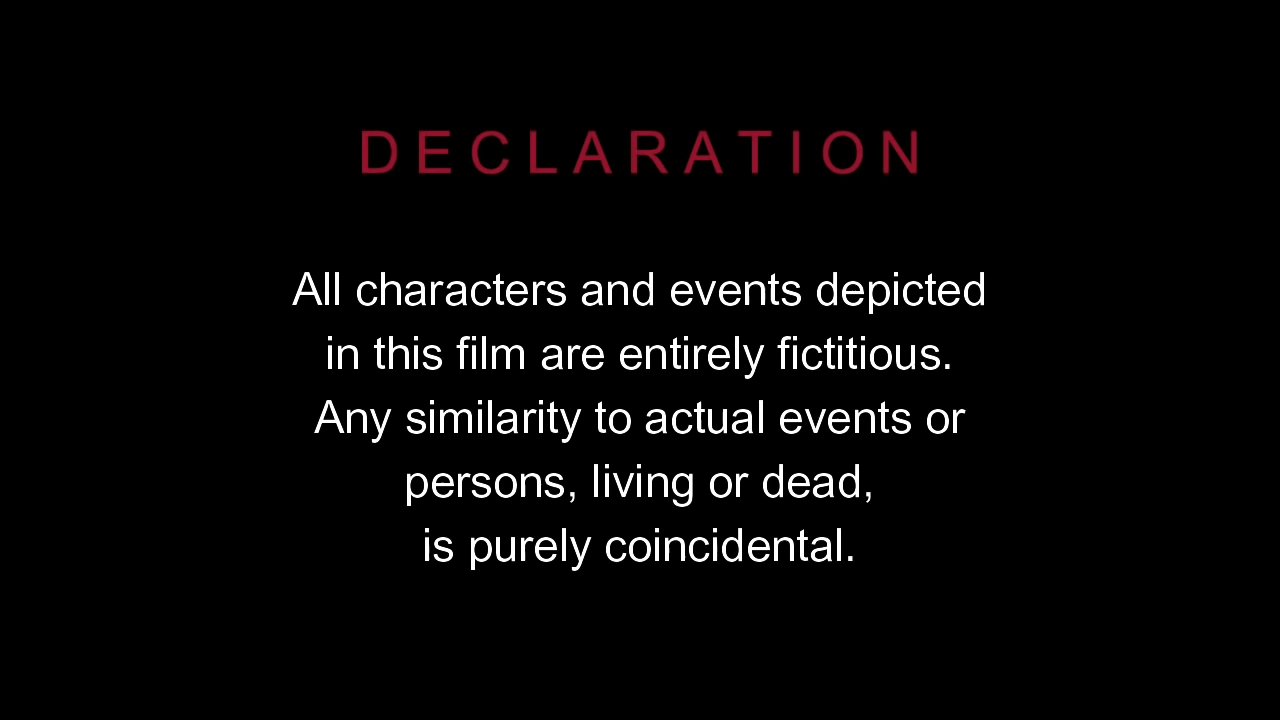 DECLARATION
All characters and events depicted
in this film are entirely fictitious.
Any similarity to actual events or
persons, living or dead,
is purely coincidental.